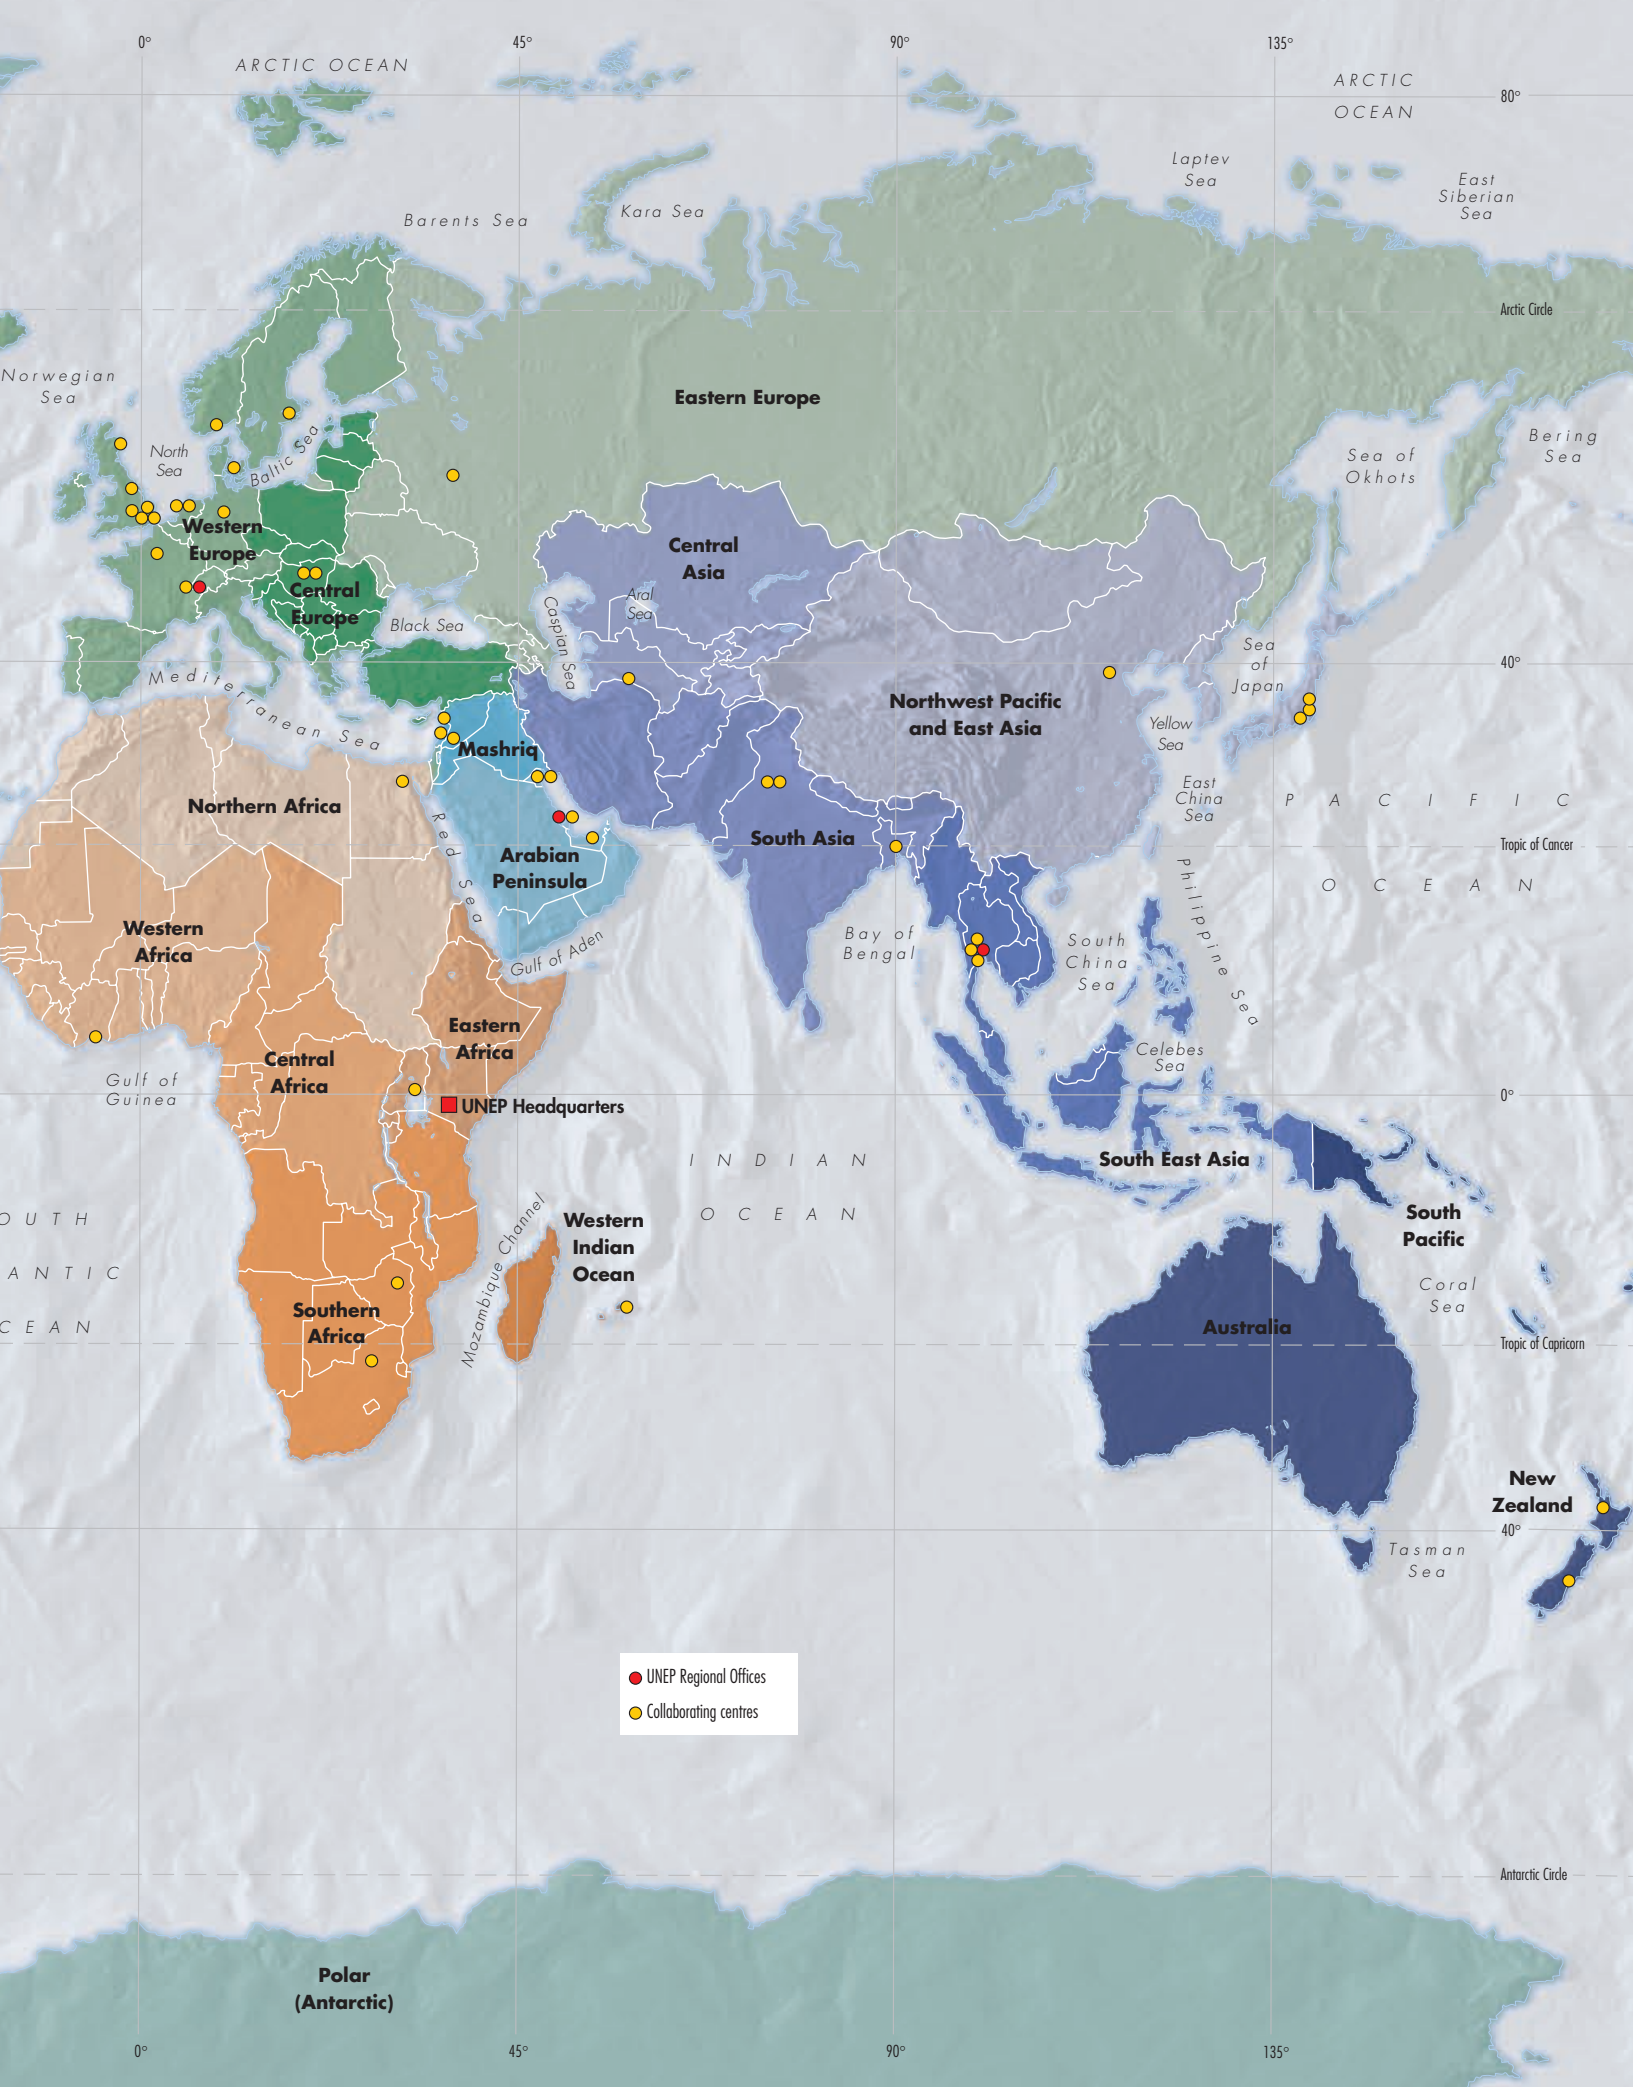 0° 45° 90° 135°
ARCTIC OCEAN
ARCTIC
OCEAN
80°
Laptev
Sea
East
Siberian
Sea
Barents Sea
Kara Sea
Arctic Circle
Norwegian
Sea
Eastern Europe
Bering
Sea
Sea of
Okhots
North
Sea
Baltic Sea
Western
Europe
Central
Asia
Central
Europe
Aral
Sea
Caspian Sea
Black Sea
Sea
of
Japan
40°
Mediterranean Sea
Northwest Pacific
and East Asia
Yellow
Sea
Mashriq
East
China
Sea
PACIFIC
OCEAN
Northern Africa
Red Sea
South Asia
Tropic of Cancer
Arabian
Peninsula
Philippine Sea
Western
Africa
Gulf of Aden
Bay of
Bengal
South
China
Sea
Eastern
Africa
Central
Africa
Celebes
Sea
Gulf of
Guinea
UNEP Headquarters
0°
INDIAN
OCEAN
South East Asia
OUTH
ANTIC
CEAN
Mozambique Channel
Western
Indian
Ocean
South
Pacific
Coral
Sea
Southern
Africa
Australia
Tropic of Capricorn
New
Zealand
40°
Tasman
Sea
UNEP Regional Offices
Collaborating centres
Antarctic Circle
Polar
(Antarctic)
0° 45° 90° 135°